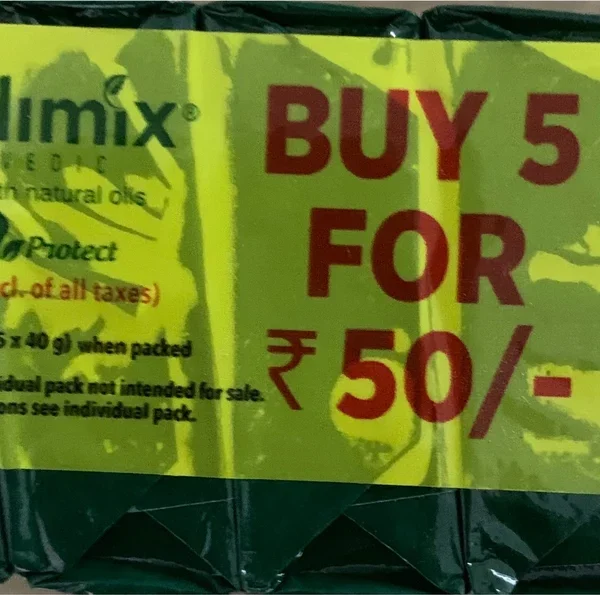 limix®
VEDIC
natural oils
Protect
cl. of all taxes)
5 x 40 g) when packed
idual pack not intended for sale.
ons see individual pack.
BUY 5
FOR
₹ 50/-